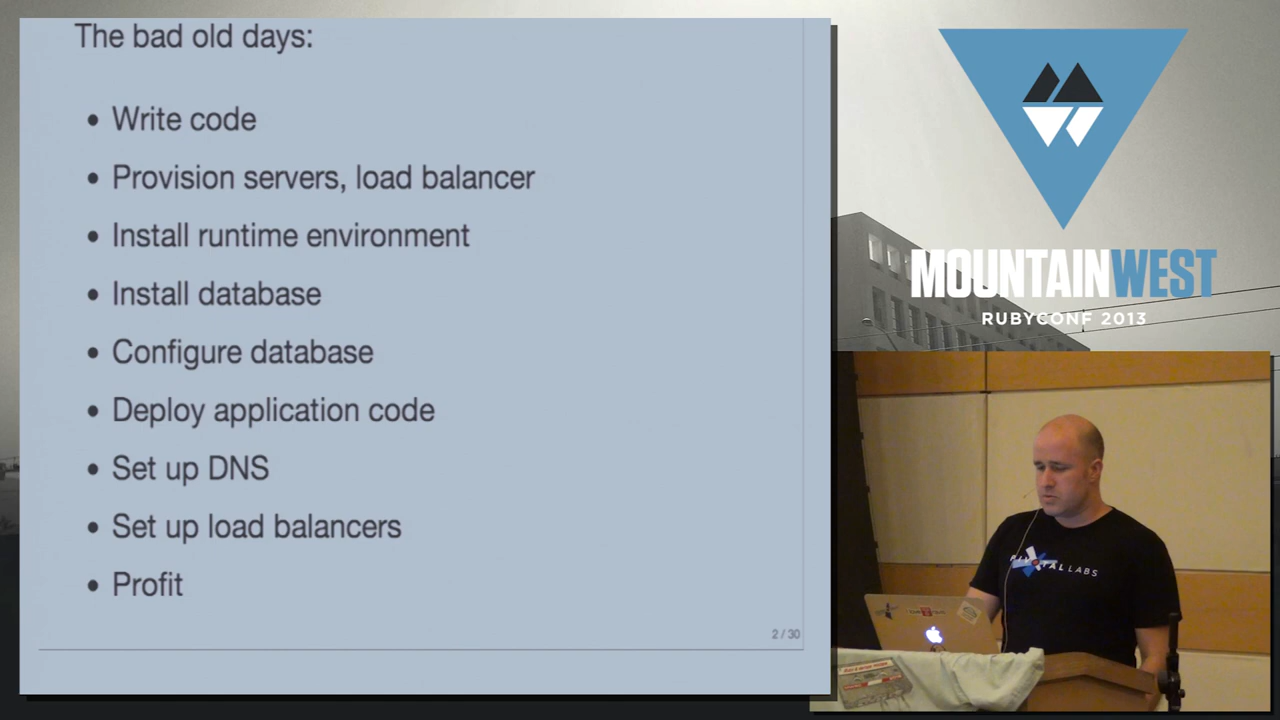 The bad old days:
• Write code
• Provision servers, load balancer
• Install runtime environment
• Install database
• Configure database
• Deploy application code
• Set up DNS
• Set up load balancers
• Profit
2 / 30
MOUNTAINWEST
RUBYCONF 2013
LABS